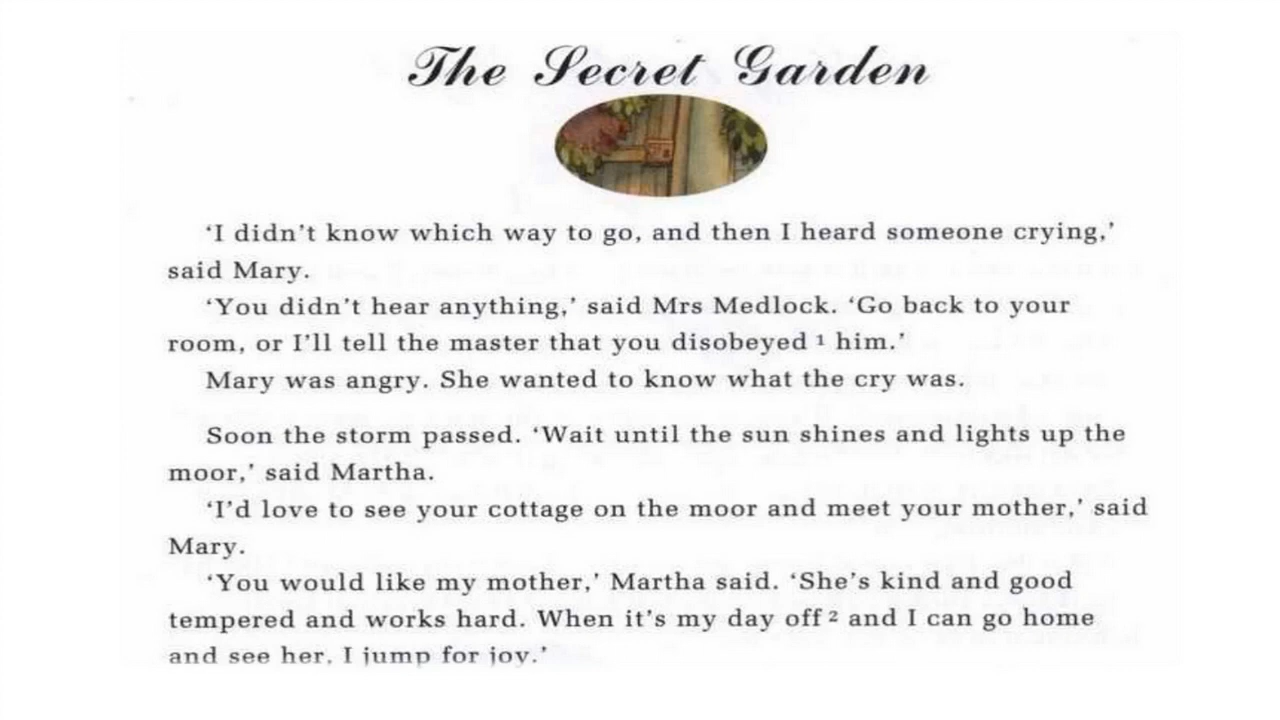 The Secret Garden
‘I didn’t know which way to go, and then I heard someone crying,’
said Mary.
‘You didn’t hear anything,’ said Mrs Medlock. ‘Go back to your
room, or I’ll tell the master that you disobeyed ¹ him.’
Mary was angry. She wanted to know what the cry was.
Soon the storm passed. ‘Wait until the sun shines and lights up the
moor,’ said Martha.
‘I’d love to see your cottage on the moor and meet your mother,’ said
Mary.
‘You would like my mother,’ Martha said. ‘She’s kind and good
tempered and works hard. When it’s my day off ² and I can go home
and see her, I jump for joy.’